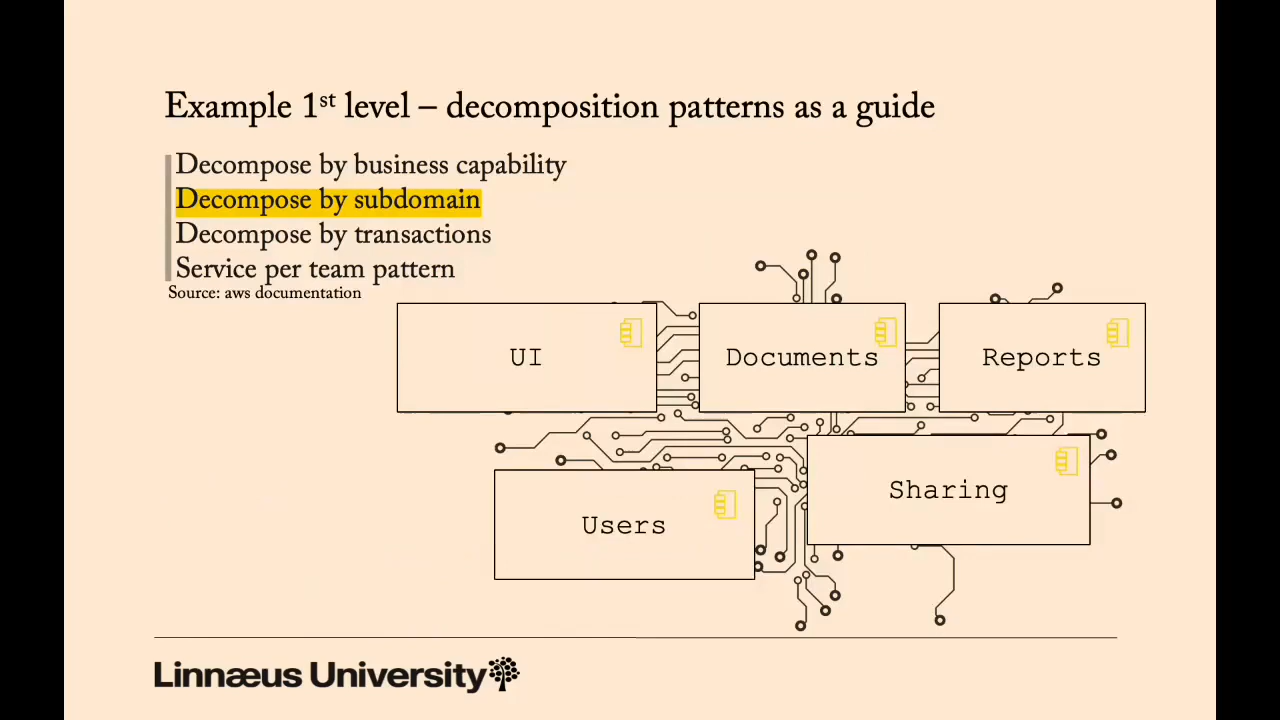 Example 1st level – decomposition patterns as a guide
Decompose by business capability
Decompose by subdomain
Decompose by transactions
Service per team pattern
Source: aws documentation
UI
Documents
Reports
Sharing
Users
Linnæus University